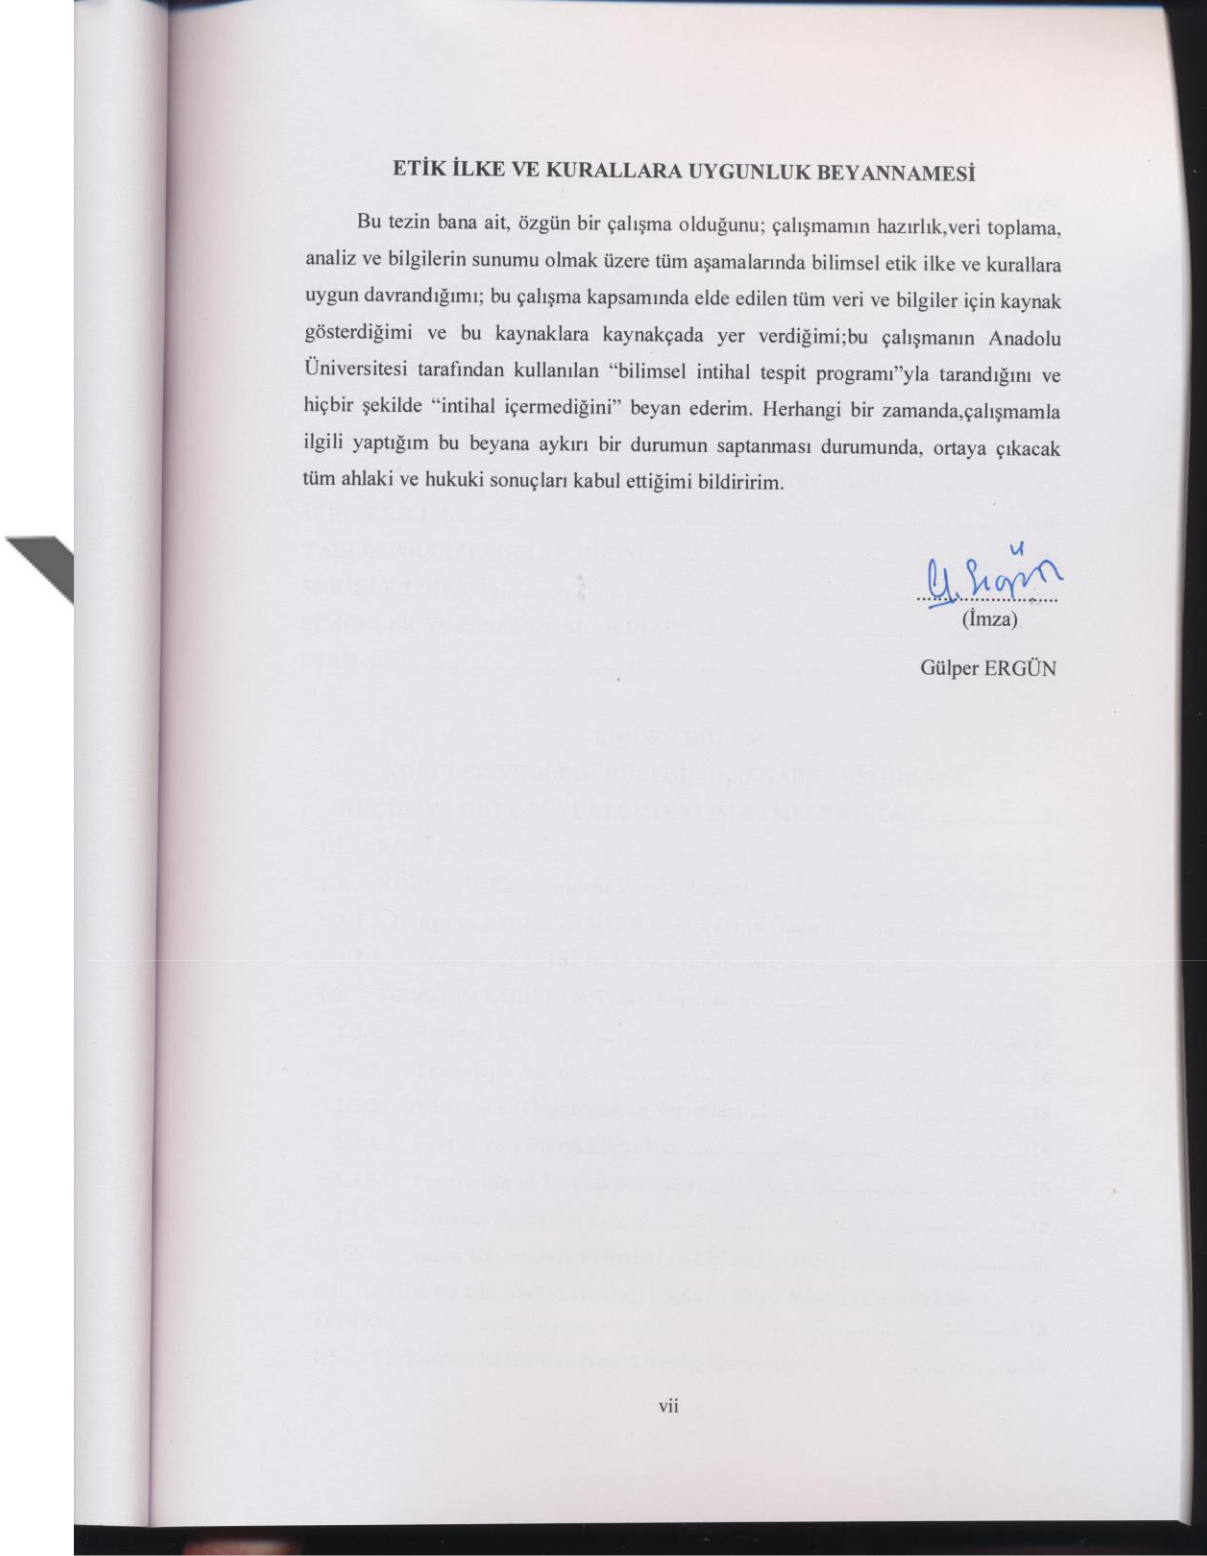 ETİK İLKE VE KURALLARA UYGUNLUK BEYANNAMESİ
Bu tezin bana ait, özgün bir çalışma olduğunu; çalışmamın hazırlık,veri toplama,
analiz ve bilgilerin sunumu olmak üzere tüm aşamalarında bilimsel etik ilke ve kurallara
uygun davrandığımı; bu çalışma kapsamında elde edilen tüm veri ve bilgiler için kaynak
gösterdiğimi ve bu kaynaklara kaynakçada yer verdiğimi;bu çalışmanın Anadolu
Üniversitesi tarafından kullanılan “bilimsel intihal tespit programı”yla tarandığını ve
hiçbir şekilde “intihal içermediğini” beyan ederim. Herhangi bir zamanda,çalışmamla
ilgili yaptığım bu beyana aykırı bir durumun saptanması durumunda, ortaya çıkacak
tüm ahlaki ve hukuki sonuçları kabul ettiğimi bildiririm.
(İmza)
Gülper ERGÜN
vii